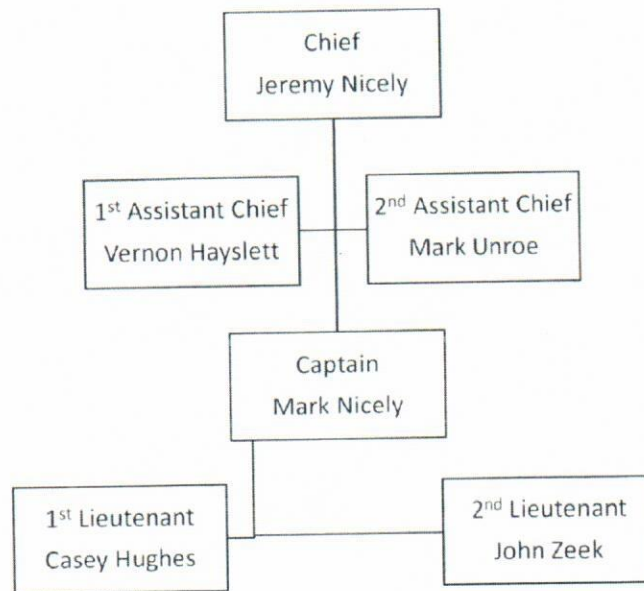 Chief
Jeremy Nicely
1st Assistant Chief
Vernon Hayslett
2nd Assistant Chief
Mark Unroe
Captain
Mark Nicely
1st Lieutenant
Casey Hughes
2nd Lieutenant
John Zeek